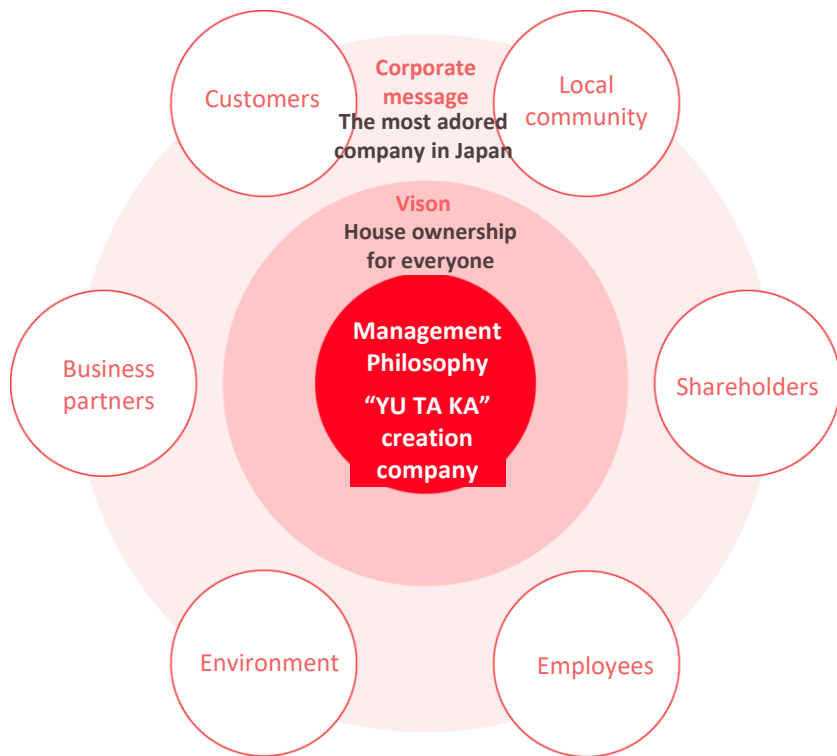 Customers
Corporate
message
The most adored
company in Japan
Local
community
Vison
House ownership
for everyone
Management
Philosophy
“YU TA KA”
creation
company
Business
partners
Shareholders
Environment
Employees